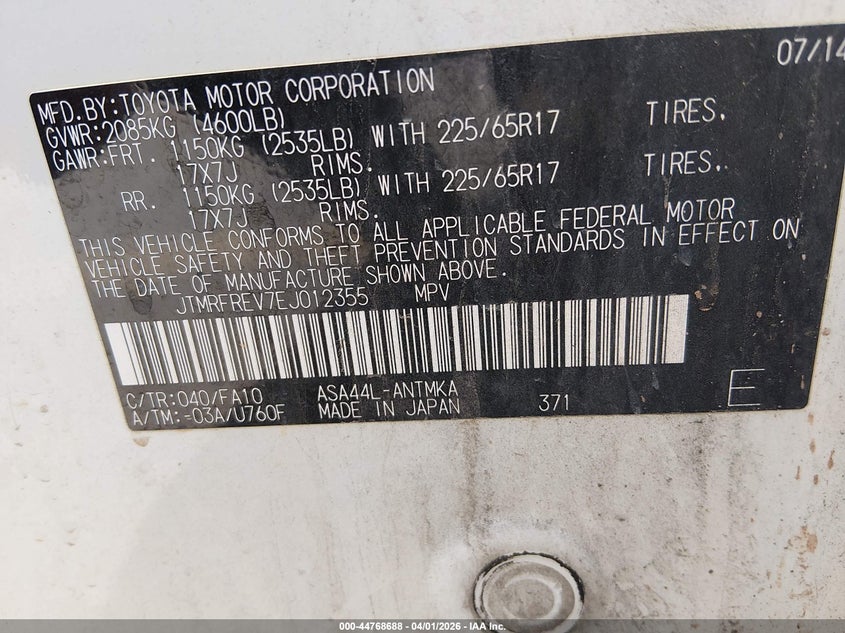 07/14
MFD.BY:TOYOTA MOTOR CORPORATION
GVWR:2085KG (4600LB)
GAWR:FRT. 1150KG (2535LB) WITH 225/65R17 TIRES.
17X7J RIMS.
RR. 1150KG (2535LB) WITH 225/65R17 TIRES.
17X7J RIMS.
THIS VEHICLE CONFORMS TO ALL APPLICABLE FEDERAL MOTOR
VEHICLE SAFETY AND THEFT PREVENTION STANDARDS IN EFFECT ON
THE DATE OF MANUFACTURE SHOWN ABOVE.
JTMRFREV7EJ012355 MPV
C/TR:040/FA10 ASA44L-ANTMKA
A/TM:-03A/U760F MADE IN JAPAN 371 E
000-44768688 - 04/01/2026 - IAA Inc.